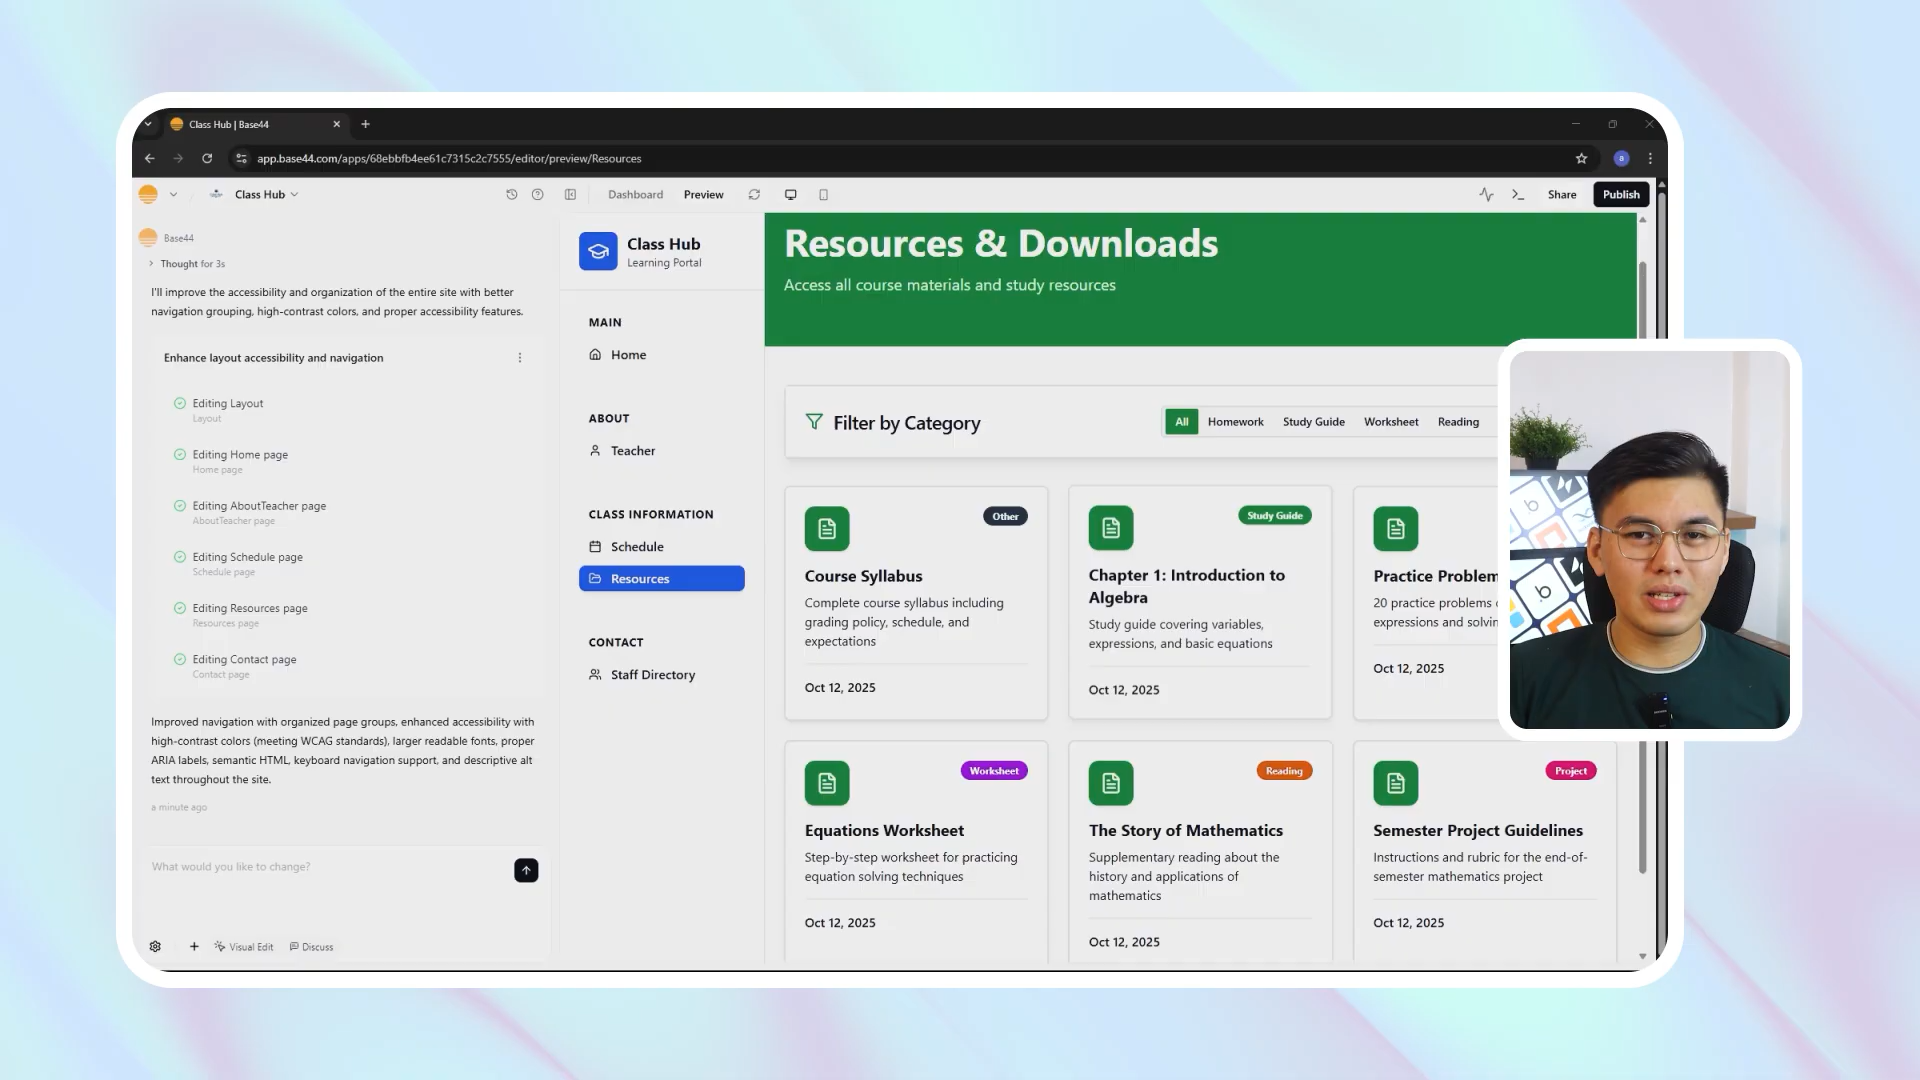 Class Hub | Base44
app.base44.com/apps/68ebbfb4ee61c7315c2c7555/editor/preview/Resources
Class Hub
Dashboard
Preview
Share
Publish
Base44
Thought for 3s
I'll improve the accessibility and organization of the entire site with better
navigation grouping, high-contrast colors, and proper accessibility features.
Enhance layout accessibility and navigation
Editing Layout
Layout
Editing Home page
Home page
Editing AboutTeacher page
AboutTeacher page
Editing Schedule page
Schedule page
Editing Resources page
Resources page
Editing Contact page
Contact page
Improved navigation with organized page groups, enhanced accessibility with
high-contrast colors (meeting WCAG standards), larger readable fonts, proper
ARIA labels, semantic HTML, keyboard navigation support, and descriptive alt
text throughout the site.
a minute ago
What would you like to change?
Visual Edit
Discuss
Class Hub
Learning Portal
MAIN
Home
ABOUT
Teacher
CLASS INFORMATION
Schedule
Resources
CONTACT
Staff Directory
Resources & Downloads
Access all course materials and study resources
Filter by Category
All
Homework
Study Guide
Worksheet
Reading
Other
Course Syllabus
Complete course syllabus including
grading policy, schedule, and
expectations
Oct 12, 2025
Study Guide
Chapter 1: Introduction to
Algebra
Study guide covering variables,
expressions, and basic equations
Oct 12, 2025
Practice Problem
20 practice problems
expressions and solvin
Oct 12, 2025
Worksheet
Equations Worksheet
Step-by-step worksheet for practicing
equation solving techniques
Oct 12, 2025
Reading
The Story of Mathematics
Supplementary reading about the
history and applications of
mathematics
Oct 12, 2025
Project
Semester Project Guidelines
Instructions and rubric for the end-of-
semester mathematics project
Oct 12, 2025